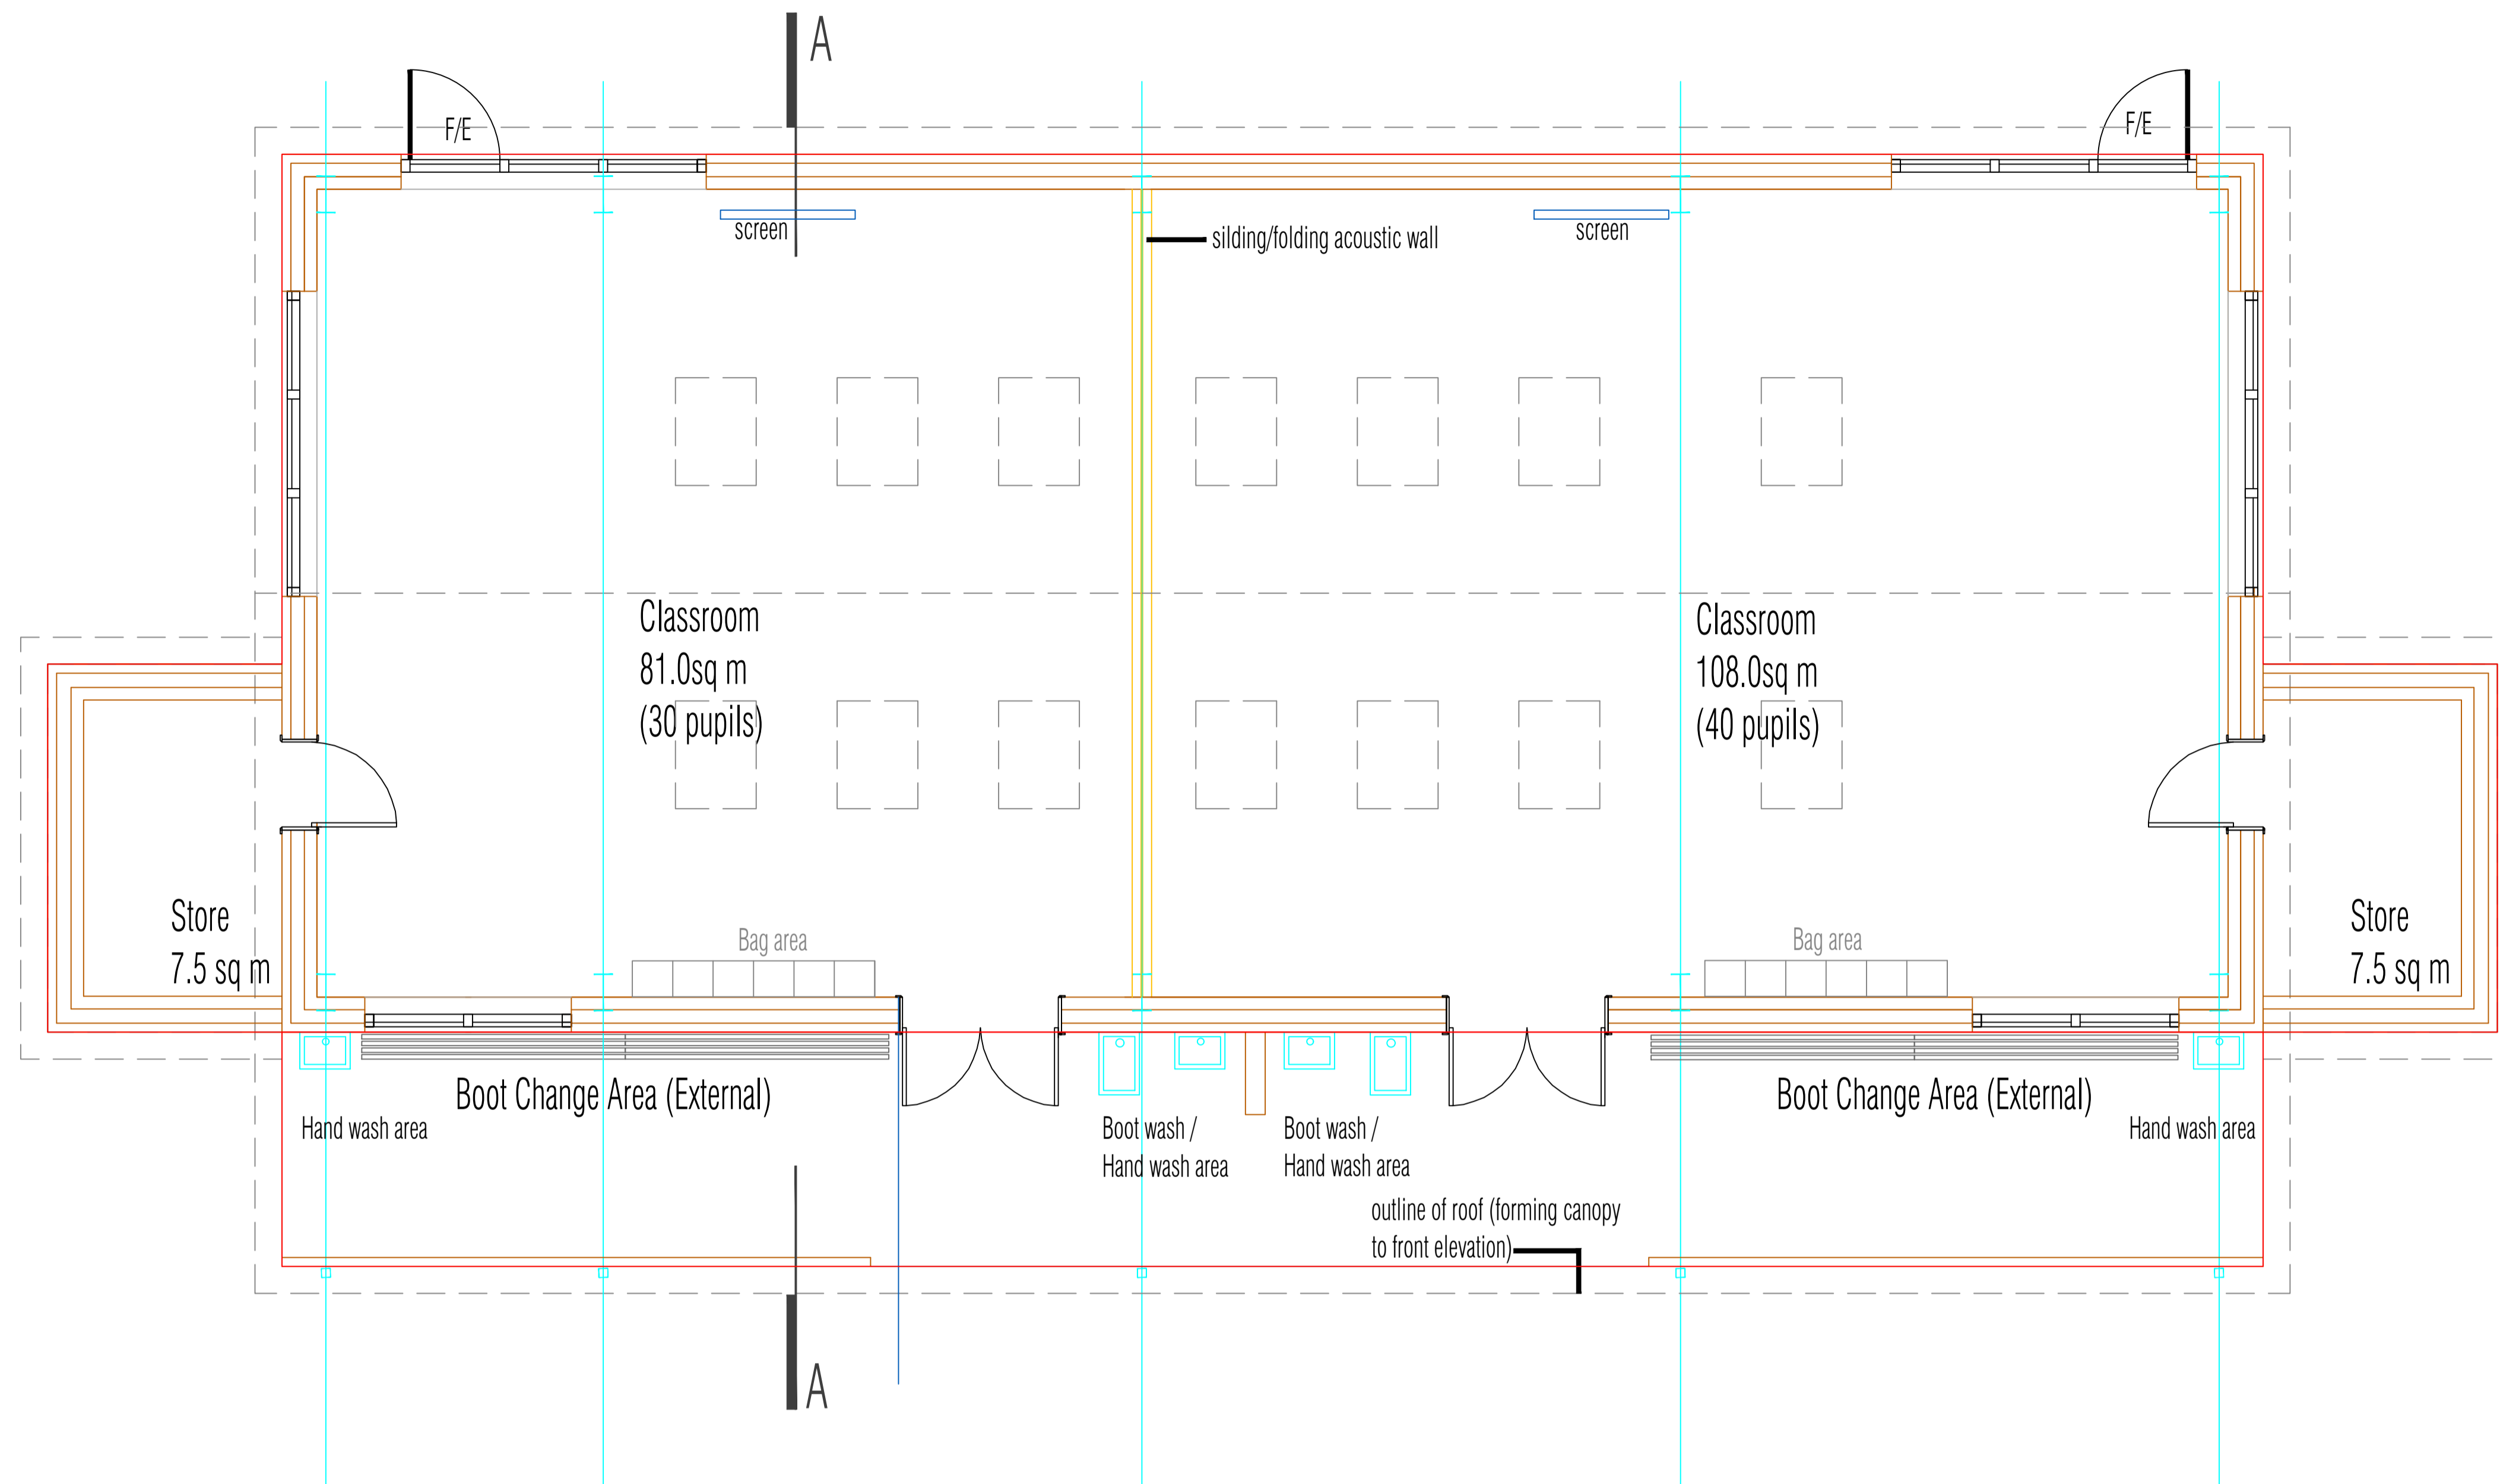 A
F/E
F/E
screen
silding/folding acoustic wall
screen
Classroom
81.0sq m
(30 pupils)
Classroom
108.0sq m
(40 pupils)
Store
7.5 sq m
Bag area
Bag area
Store
7.5 sq m
Boot Change Area (External)
Boot Change Area (External)
Hand wash area
Boot wash /
Hand wash area
Boot wash /
Hand wash area
Hand wash area
outline of roof (forming canopy
to front elevation)
A